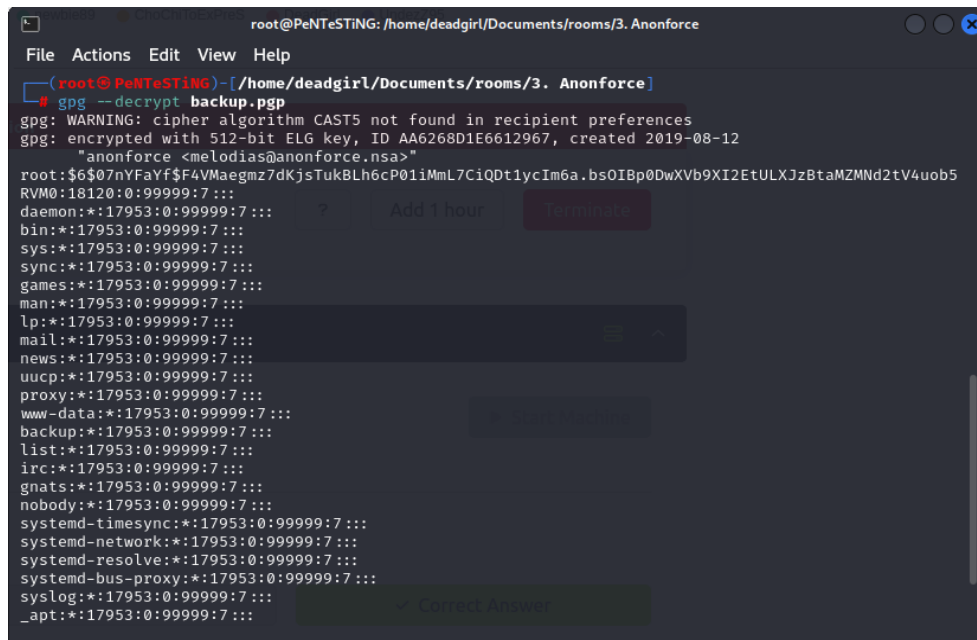 root@PeNTeSTiNG: /home/deadgirl/Documents/rooms/3. Anonforce
File Actions Edit View Help
(root㉿PeNTeSTiNG)-[/home/deadgirl/Documents/rooms/3. Anonforce]
# gpg --decrypt backup.pgp
gpg: WARNING: cipher algorithm CAST5 not found in recipient preferences
gpg: encrypted with 512-bit ELG key, ID AA6268D1E6612967, created 2019-08-12
"anonforce <melodias@anonforce.nsa>"
root:$6$07nYFaYf$F4VMaegmz7dKjsTukBLh6cP01iMmL7CiQDt1ycIm6a.bsOIBp0DwXVb9XI2EtULXJzBtaMZMNd2tV4uob5
RVM0:18120:0:99999:7:::
daemon:*:17953:0:99999:7:::
? Add 1 hour Terminate
bin:*:17953:0:99999:7:::
sys:*:17953:0:99999:7:::
sync:*:17953:0:99999:7:::
games:*:17953:0:99999:7:::
man:*:17953:0:99999:7:::
lp:*:17953:0:99999:7:::
mail:*:17953:0:99999:7:::
news:*:17953:0:99999:7:::
uucp:*:17953:0:99999:7:::
proxy:*:17953:0:99999:7:::
www-data:*:17953:0:99999:7:::
Start Machine
backup:*:17953:0:99999:7:::
list:*:17953:0:99999:7:::
irc:*:17953:0:99999:7:::
gnats:*:17953:0:99999:7:::
nobody:*:17953:0:99999:7:::
systemd-timesync:*:17953:0:99999:7:::
systemd-network:*:17953:0:99999:7:::
systemd-resolve:*:17953:0:99999:7:::
systemd-bus-proxy:*:17953:0:99999:7:::
syslog:*:17953:0:99999:7:::
Correct Answer
_apt:*:17953:0:99999:7:::